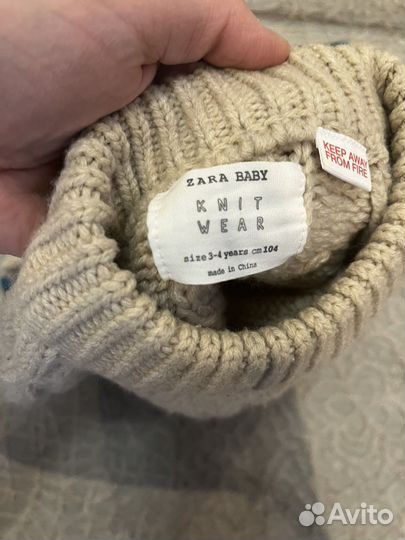 ZARA BABY
KNIT
WEAR
size 3-4 years cm 104
made in China
KEEP AWAY
FROM FIRE
Avito